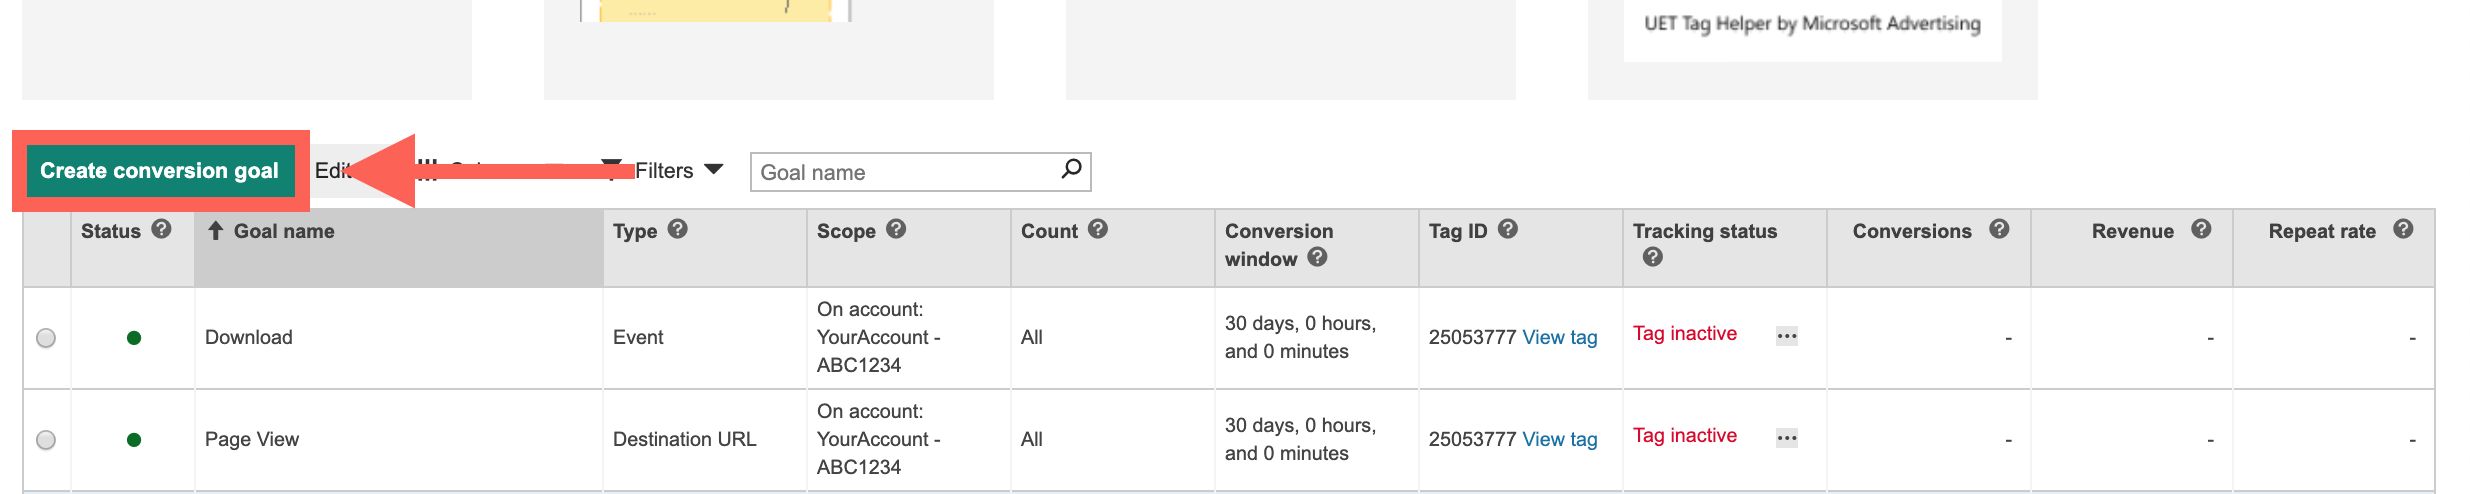 UET Tag Helper by Microsoft Advertising
Create conversion goal Edit Filters Goal name
Status Goal name Type Scope Count Conversion window Tag ID Tracking status Conversions Revenue Repeat rate
Download Event On account: YourAccount - ABC1234 All 30 days, 0 hours, and 0 minutes 25053777 View tag Tag inactive ... - - -
Page View Destination URL On account: YourAccount - ABC1234 All 30 days, 0 hours, and 0 minutes 25053777 View tag Tag inactive ... - - -